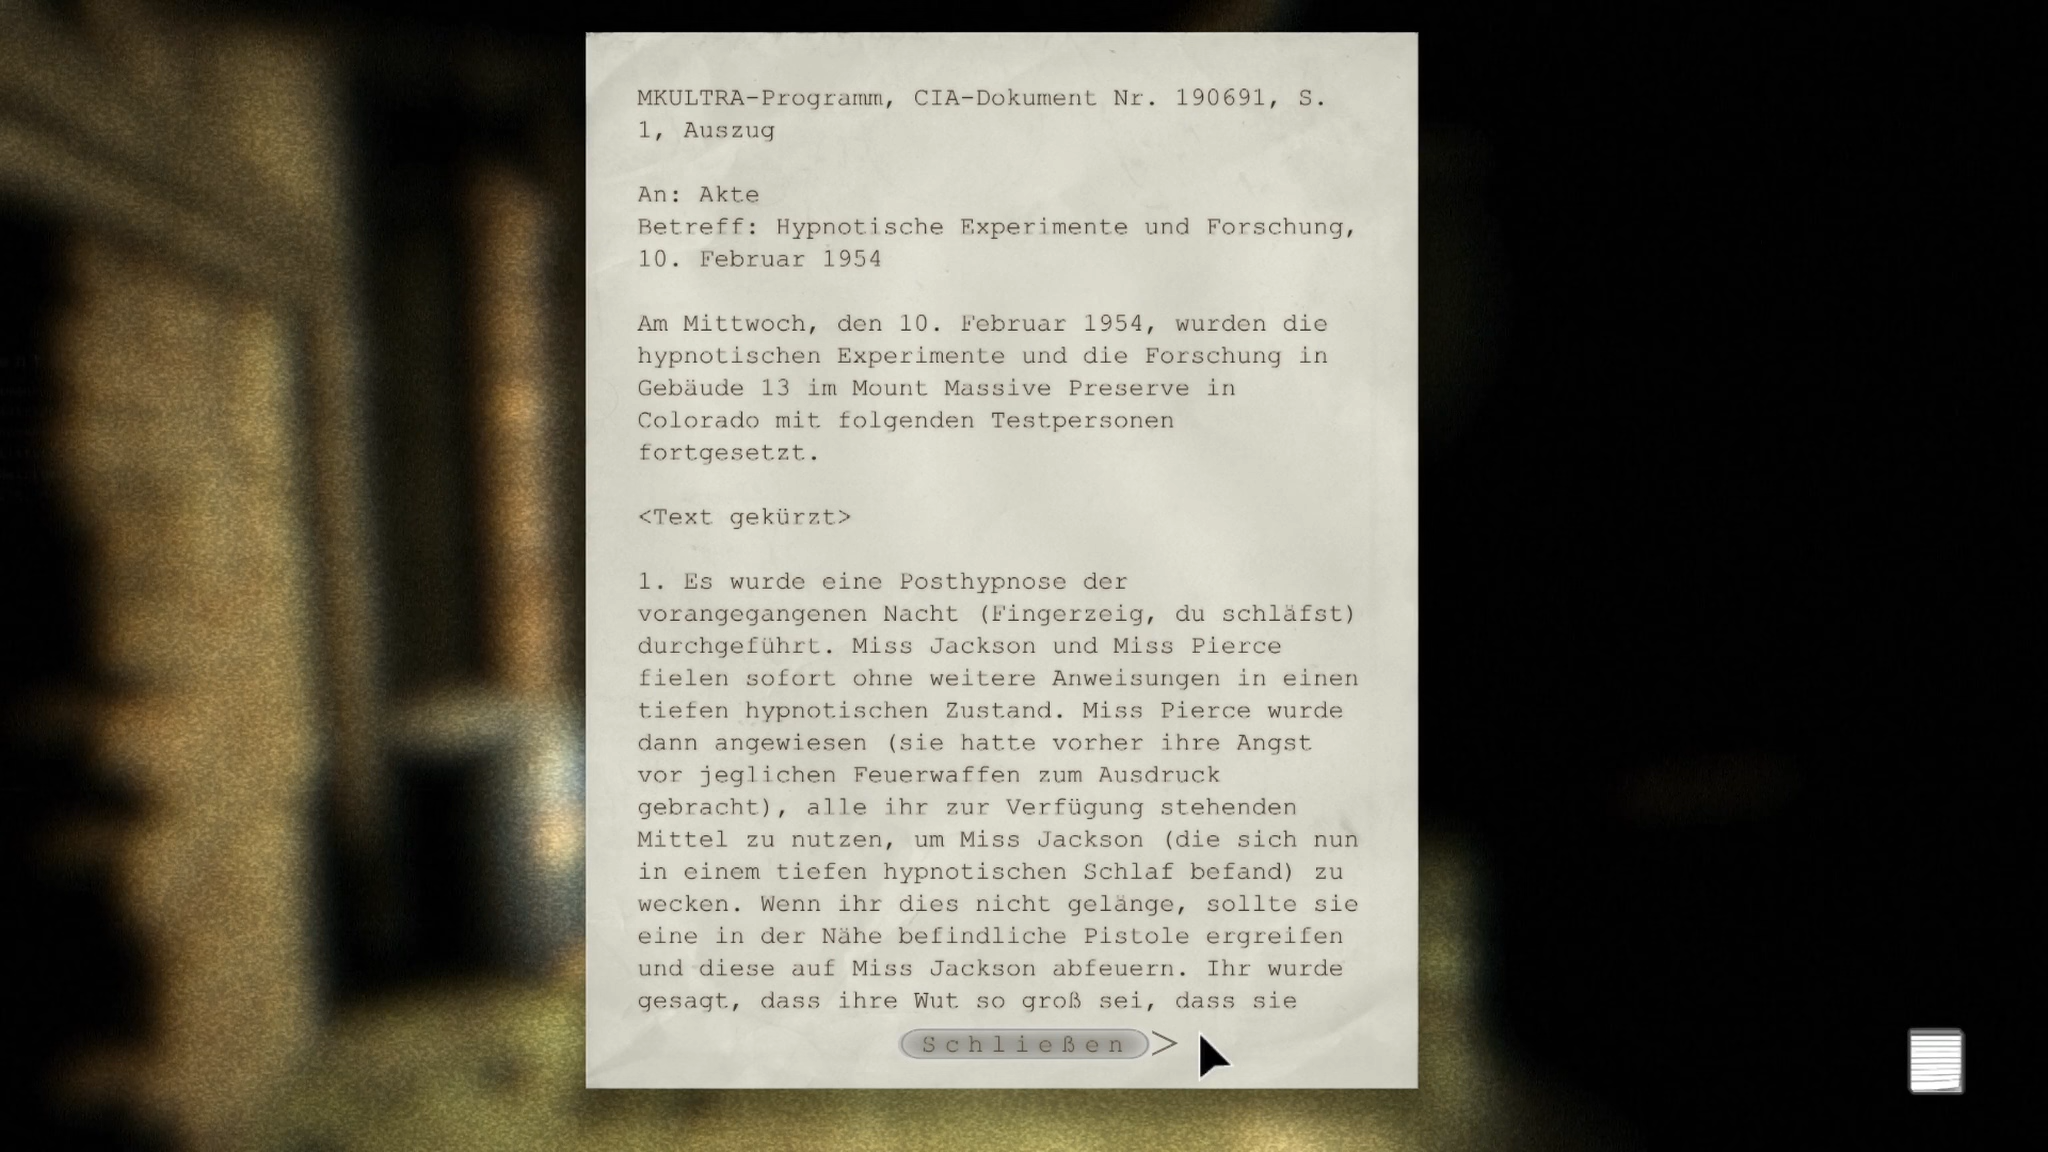 MKULTRA-Programm, CIA-Dokument Nr. 190691, S.
1, Auszug
An: Akte
Betreff: Hypnotische Experimente und Forschung,
10. Februar 1954
Am Mittwoch, den 10. Februar 1954, wurden die
hypnotischen Experimente und die Forschung in
Gebäude 13 im Mount Massive Preserve in
Colorado mit folgenden Testpersonen
fortgesetzt.
<Text gekürzt>
1. Es wurde eine Posthypnose der
vorangegangenen Nacht (Fingerzeig, du schläfst)
durchgeführt. Miss Jackson und Miss Pierce
fielen sofort ohne weitere Anweisungen in einen
tiefen hypnotischen Zustand. Miss Pierce wurde
dann angewiesen (sie hatte vorher ihre Angst
vor jeglichen Feuerwaffen zum Ausdruck
gebracht), alle ihr zur Verfügung stehenden
Mittel zu nutzen, um Miss Jackson (die sich nun
in einem tiefen hypnotischen Schlaf befand) zu
wecken. Wenn ihr dies nicht gelänge, sollte sie
eine in der Nähe befindliche Pistole ergreifen
und diese auf Miss Jackson abfeuern. Ihr wurde
gesagt, dass ihre Wut so groß sei, dass sie
Schließen >